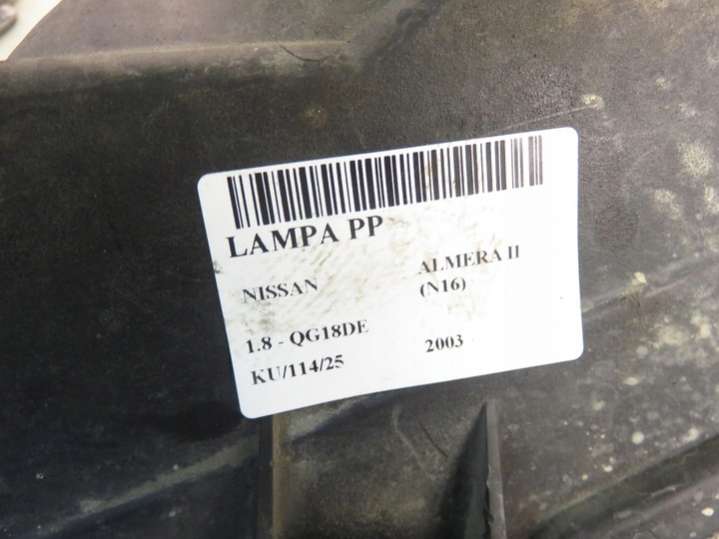 LAMPA PP
NISSAN ALMERA II
(N16)
1.8 - QG18DE 2003
KU/114/25